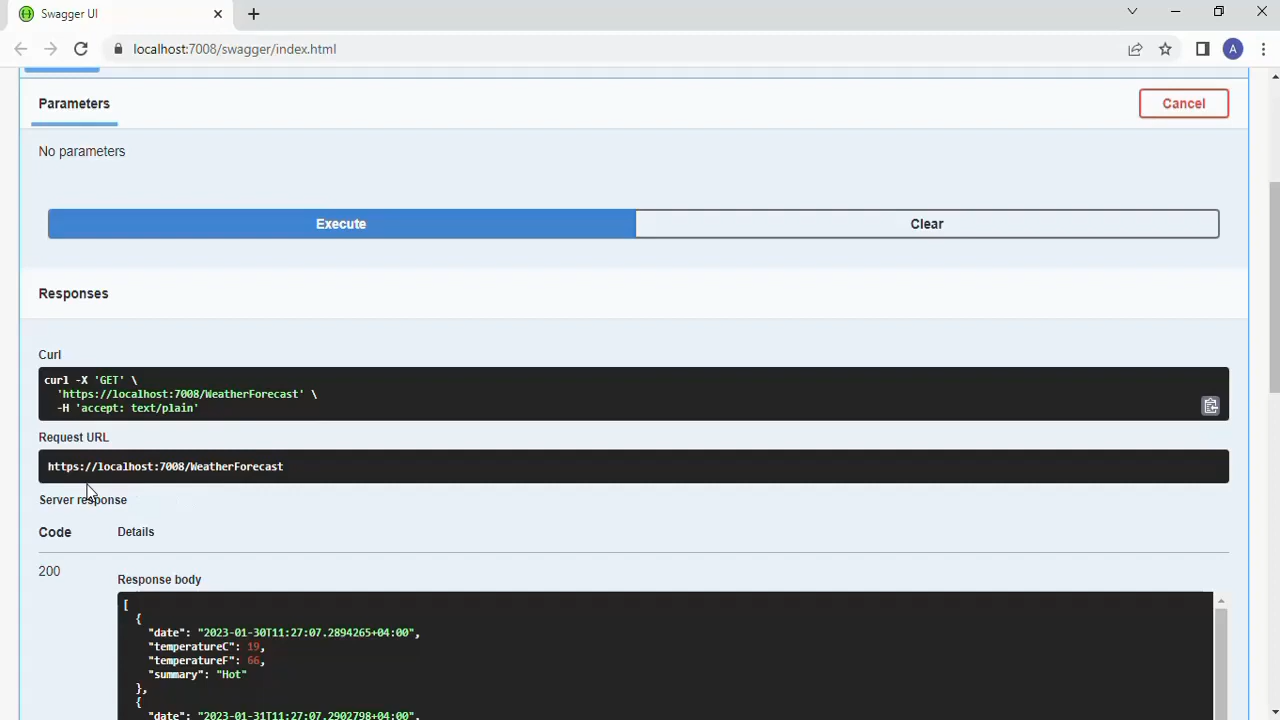 Swagger UI
localhost:7008/swagger/index.html
A
Parameters
Cancel
No parameters
Execute
Clear
Responses
Curl
curl -X 'GET' \
'https://localhost:7008/WeatherForecast' \
-H 'accept: text/plain'
Request URL
https://localhost:7008/WeatherForecast
Server response
Code
Details
200
Response body
[
{
"date": "2023-01-30T11:27:07.2894265+04:00",
"temperatureC": 19,
"temperatureF": 66,
"summary": "Hot"
},
{
"date": "2023-01-31T11:27:07.2902798+04:00",